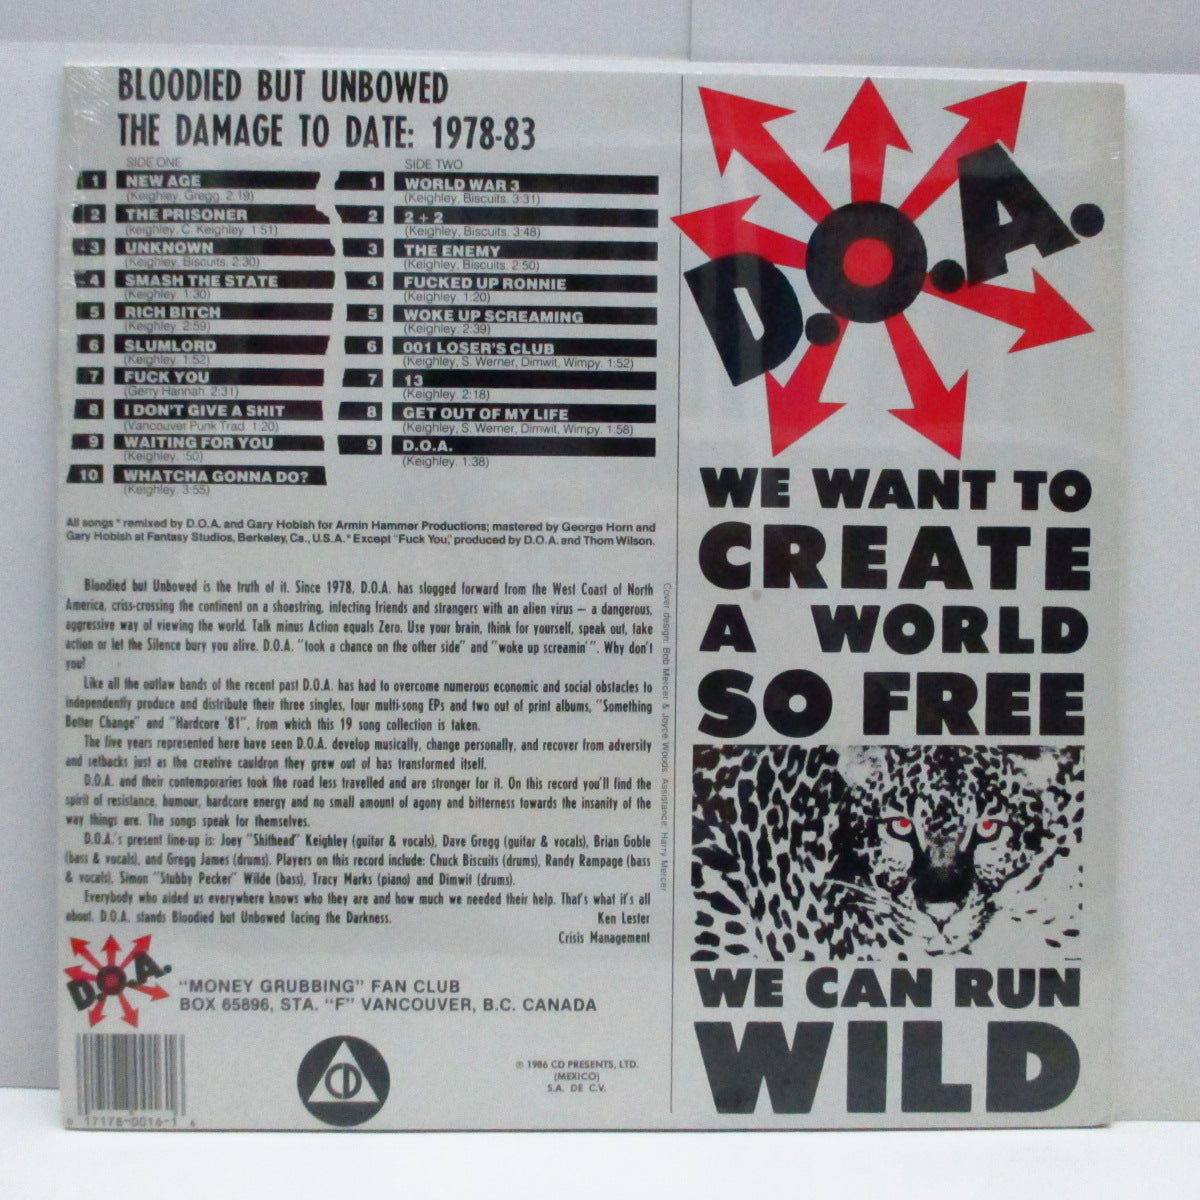 BLOODIED BUT UNBOWED
THE DAMAGE TO DATE: 1978-83
SIDE ONE
1 NEW AGE
(Keighley, Gregg. 2:19)
2 THE PRISONER
(keighley, C. Keighley. 1:51)
3 UNKNOWN
(Keighley, Biscuits. 2:30)
4 SMASH THE STATE
(Keighley. 1:30)
5 RICH BITCH
(Keighley. 2:59)
6 SLUMLORD
(Keighley. 1:52)
7 FUCK YOU
(Gerry Hannah. 2:31)
8 I DON'T GIVE A SHIT
(Vancouver Punk Trad. 1:20)
9 WAITING FOR YOU
(Keighley. :50)
10 WHATCHA GONNA DO?
(Keighley. 3:55)
SIDE TWO
1 WORLD WAR 3
(Keighley, Biscuits. 3:31)
2 2 + 2
(Keighley, Biscuits. 3:48)
3 THE ENEMY
(Keighley, Biscuits. 2:50)
4 FUCKED UP RONNIE
(Keighley. 1:20)
5 WOKE UP SCREAMING
(Keighley. 2:39)
6 001 LOSER'S CLUB
(Keighley, S. Werner, Dimwit, Wimpy. 1:52)
7 13
(Keighley. 2:18)
8 GET OUT OF MY LIFE
(Keighley, S. Werner, Dimwit, Wimpy. 1:58)
9 D.O.A.
(Keighley. 1:38)
All songs * remixed by D.O.A. and Gary Hobish for Armin Hammer Productions; mastered by George Horn and
Gary Hobish at Fantasy Studios, Berkeley, Ca., U.S.A. * Except "Fuck You," produced by D.O.A. and Thom Wilson.
Bloodied but Unbowed is the truth of it. Since 1978, D.O.A. has slogged forward from the West Coast of North
America, criss-crossing the continent on a shoestring, infecting friends and strangers with an alien virus — a dangerous,
aggressive way of viewing the world. Talk minus Action equals Zero. Use your brain, think for yourself, speak out, take
action or let the Silence bury you alive. D.O.A. "took a chance on the other side" and "woke up screamin'". Why don't
you?
Like all the outlaw bands of the recent past D.O.A. has had to overcome numerous economic and social obstacles to
independently produce and distribute their three singles, four multi-song EPs and two out of print albums, "Something
Better Change" and "Hardcore '81", from which this 19 song collection is taken.
The five years represented here have seen D.O.A. develop musically, change personally, and recover from adversity
and setbacks just as the creative cauldron they grew out of has transformed itself.
D.O.A. and their contemporaries took the road less travelled and are stronger for it. On this record you'll find the
spirit of resistance, humour, hardcore energy and no small amount of agony and bitterness towards the insanity of the
way things are. The songs speak for themselves.
D.O.A.'s present line-up is: Joey "Shithead" Keighley (guitar & vocals), Dave Gregg (guitar & vocals), Brian Goble
(bass & vocals), and Gregg James (drums). Players on this record include: Chuck Biscuits (drums), Randy Rampage (bass
& vocals), Simon "Stubby Pecker" Wilde (bass), Tracy Marks (piano) and Dimwit (drums).
Everybody who aided us everywhere knows who they are and how much we needed their help. That's what it's all
about. D.O.A. stands Bloodied but Unbowed facing the Darkness.
Ken Lester
Crisis Management
Cover design: Bob Mercer & Joyce Woods. Assistance: Harry Mercer
D.O.A.
"MONEY GRUBBING" FAN CLUB
BOX 65896, STA. "F" VANCOUVER, B.C. CANADA
0 17178-0016-1 6
CD
℗ 1986 CD PRESENTS, LTD.
(MEXICO)
S.A. DE C.V.
D.O.A.
WE WANT TO
CREATE
A WORLD
SO FREE
WE CAN RUN
WILD